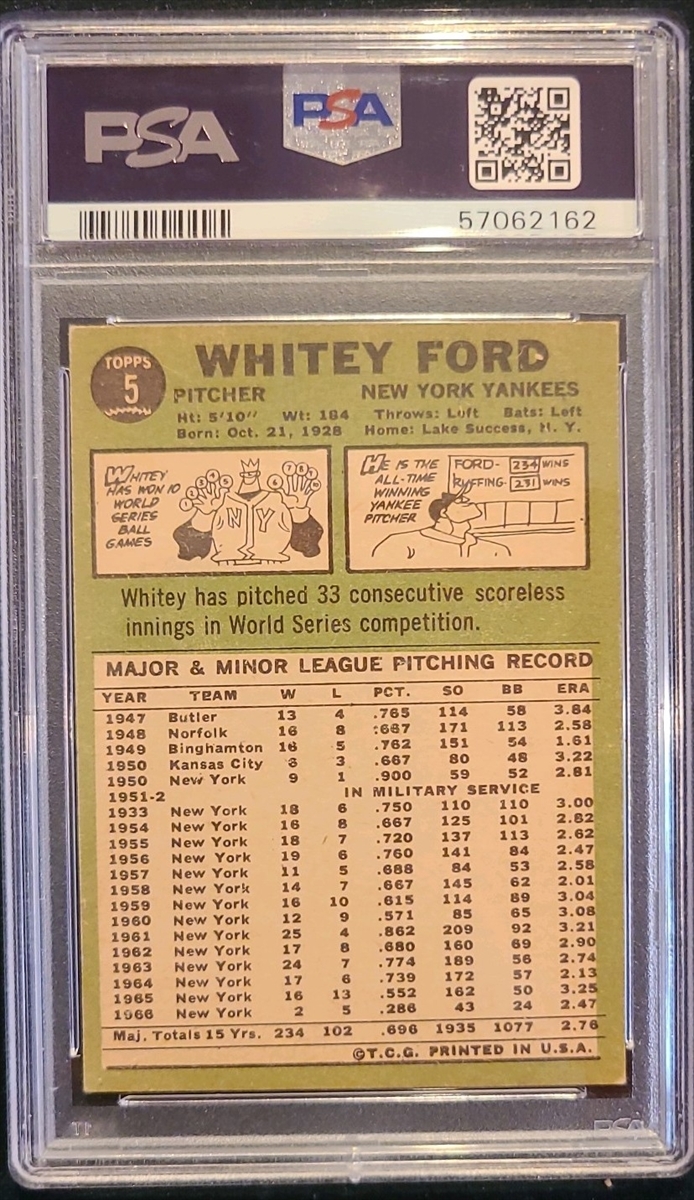 PSA PSA
57062162
TOPPS
5
WHITEY FORD
PITCHER NEW YORK YANKEES
Ht: 5'10" Wt: 184 Throws: Left Bats: Left
Born: Oct. 21, 1928 Home: Lake Success, N. Y.
WHITEY
HAS WON 10
WORLD
SERIES
BALL
GAMES
1 2 3 4 5 6 7 8 9 10
NY
HE IS THE
ALL-TIME
WINNING
YANKEE
PITCHER
FORD- 234 WINS
RUFFING- 231 WINS
Whitey has pitched 33 consecutive scoreless
innings in World Series competition.
MAJOR & MINOR LEAGUE PITCHING RECORD
YEAR TEAM W L PCT. SO BB ERA
1947 Butler 13 4 .765 114 58 3.84
1948 Norfolk 16 8 .667 171 113 2.58
1949 Binghamton 16 5 .762 151 54 1.61
1950 Kansas City 6 3 .667 80 48 3.22
1950 New York 9 1 .900 59 52 2.81
1951-2 IN MILITARY SERVICE
1933 New York 18 6 .750 110 110 3.00
1954 New York 16 8 .667 125 101 2.82
1955 New York 18 7 .720 137 113 2.62
1956 New York 19 6 .760 141 84 2.47
1957 New York 11 5 .688 84 53 2.58
1958 New York 14 7 .667 145 62 2.01
1959 New York 16 10 .615 114 89 3.04
1960 New York 12 9 .571 85 65 3.08
1961 New York 25 4 .862 209 92 3.21
1962 New York 17 8 .680 160 69 2.90
1963 New York 24 7 .774 189 56 2.74
1964 New York 17 6 .739 172 57 2.13
1965 New York 16 13 .552 162 50 3.25
1966 New York 2 5 .286 43 24 2.47
Maj. Totals 15 Yrs. 234 102 .696 1935 1077 2.76
©T.C.G. PRINTED IN U.S.A.
PSA